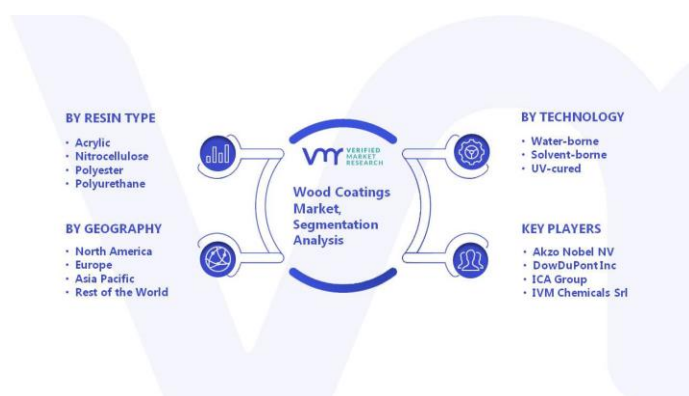 BY RESIN TYPE
• Acrylic
• Nitrocellulose
• Polyester
• Polyurethane
BY GEOGRAPHY
• North America
• Europe
• Asia Pacific
• Rest of the World
vmr VERIFIED
MARKET
RESEARCH
Wood Coatings
Market,
Segmentation
Analysis
BY TECHNOLOGY
• Water-borne
• Solvent-borne
• UV-cured
KEY PLAYERS
• Akzo Nobel NV
• DowDuPont Inc
• ICA Group
• IVM Chemicals Srl